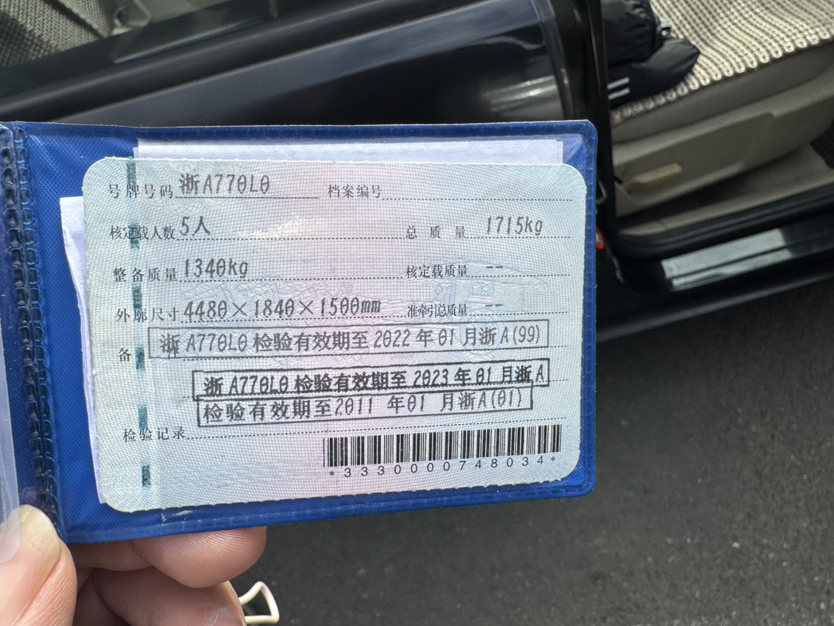 号牌号码 浙A770L0 档案编号
核定载人数 5人 总质量 1715kg
整备质量 1340kg 核定载质量 --
外廓尺寸 4480×1840×1500mm 准牵引总质量 --
备 浙A770L0检验有效期至2022年01月浙A(99)
浙A770L0检验有效期至2023年01月浙A
检验有效期至2011年01月浙A(01)
检验记录
*3330000748034*